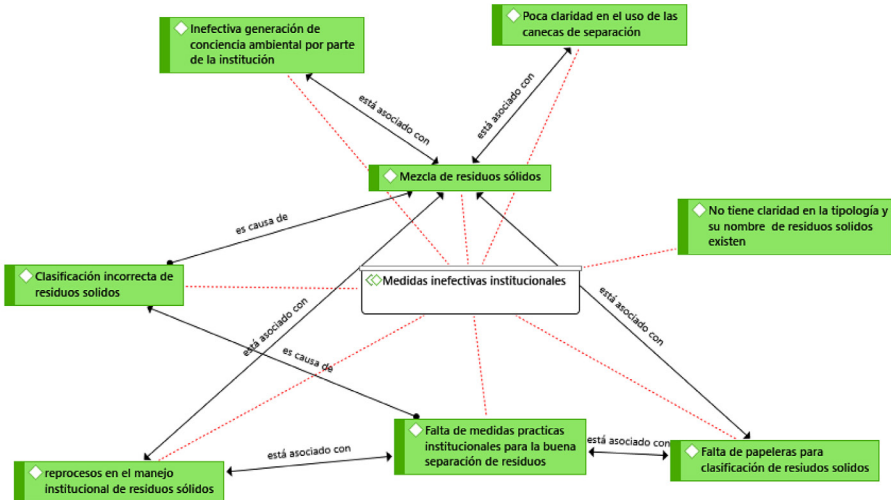 Inefectiva generación de
conciencia ambiental por parte
de la institución
Poca claridad en el uso de las
canecas de separación
está asociado con
está asociado con
Mezcla de residuos sólidos
No tiene claridad en la tipología y
su nombre de residuos solidos
existen
es causa de
Clasificación incorrecta de
residuos solidos
Medidas inefectivas institucionales
está asociado con
está asociado con
es causa de
Falta de medidas practicas
institucionales para la buena
separación de residuos
está asociado con
está asociado con
Falta de papeleras para
clasificación de resiudos solidos
reprocesos en el manejo
institucional de residuos sólidos